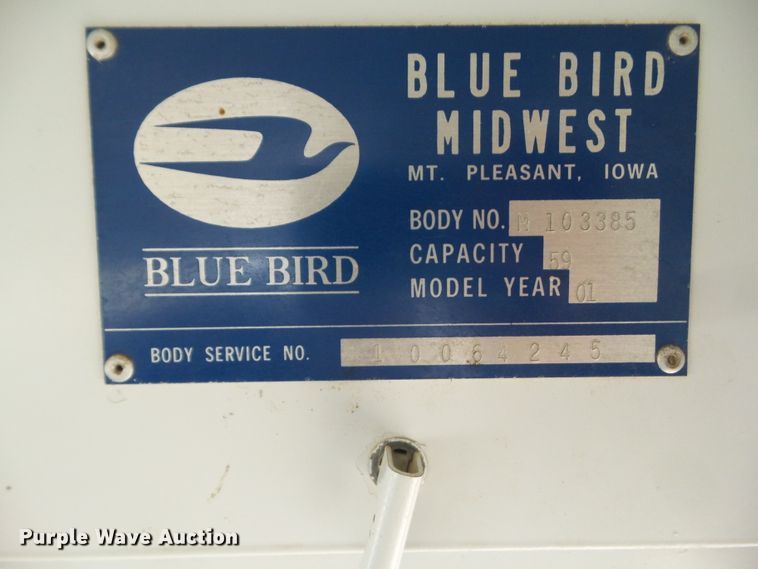 BLUE BIRD
MIDWEST
MT. PLEASANT, IOWA
BODY NO. M 103385
CAPACITY 59
MODEL YEAR 01
BLUE BIRD
BODY SERVICE NO. 10064245
Purple Wave Auction